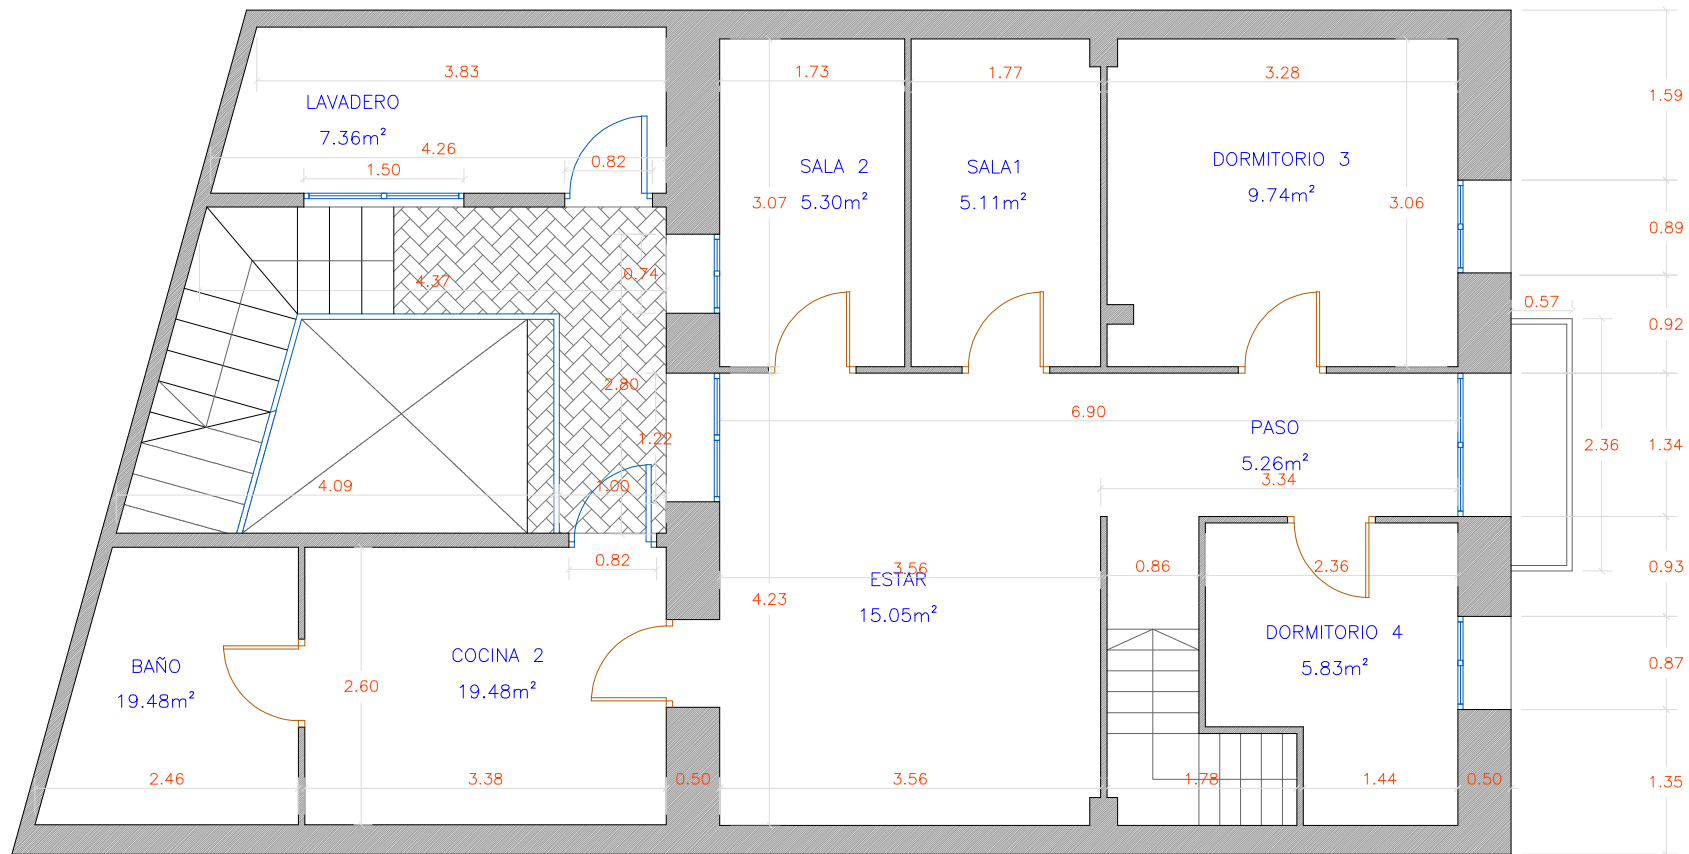 1.59
3.83
1.73
1.77
3.28
LAVADERO
7.36m²
4.26
1.50
0.82
SALA 2
5.30m²
3.07
SALA1
5.11m²
DORMITORIO 3
9.74m²
3.06
0.89
4.37
0.74
0.57
0.92
2.80
6.90
1.22
PASO
5.26m²
3.34
2.36
1.34
4.09
1.00
0.82
3.56
ESTAR
15.05m²
4.23
0.86
2.36
0.93
DORMITORIO 4
5.83m²
0.87
BAÑO
19.48m²
COCINA 2
19.48m²
2.60
2.46
3.38
0.50
3.56
1.78
1.44
0.50
1.35